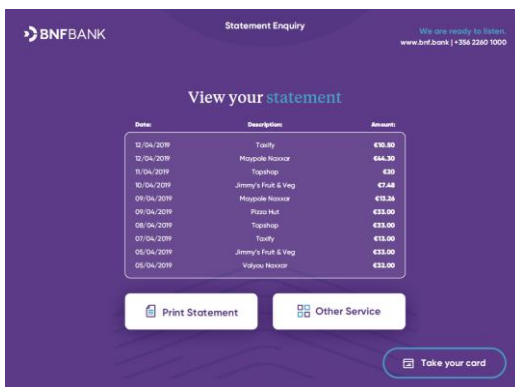 BNFBANK
Statement Enquiry
We are ready to listen.
www.bnf.bank | +356 2260 1000
View your statement
Date: Description: Amount:
12/04/2019 Taxify €10.50
12/04/2019 Maypole Naxxar €64.30
11/04/2019 Topshop €20
10/04/2019 Jimmy's Fruit & Veg €7.48
09/04/2019 Maypole Naxxar €13.26
09/04/2019 Pizza Hut €33.00
08/04/2019 Topshop €33.00
07/04/2019 Taxify €13.00
05/04/2019 Jimmy's Fruit & Veg €33.00
05/04/2019 Valyou Naxxar €32.00
Print Statement
Other Service
Take your card